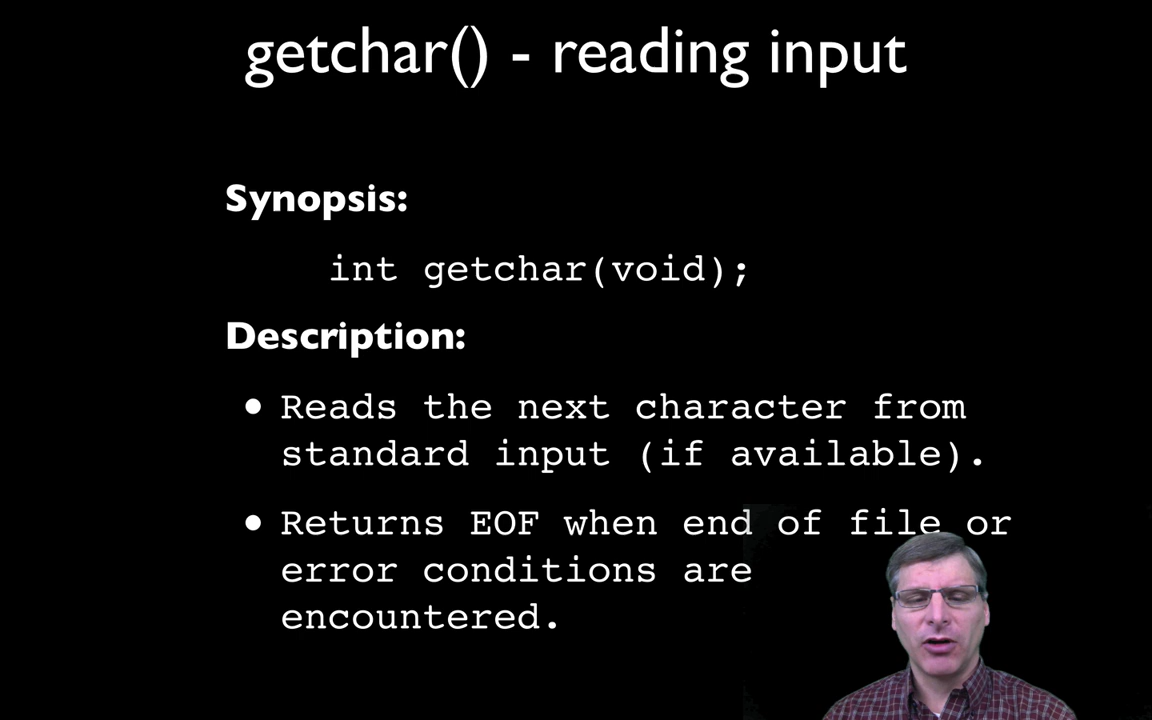 getchar() - reading input
Synopsis:
int getchar(void);
Description:
• Reads the next character from
standard input (if available).
• Returns EOF when end of file or
error conditions are
encountered.